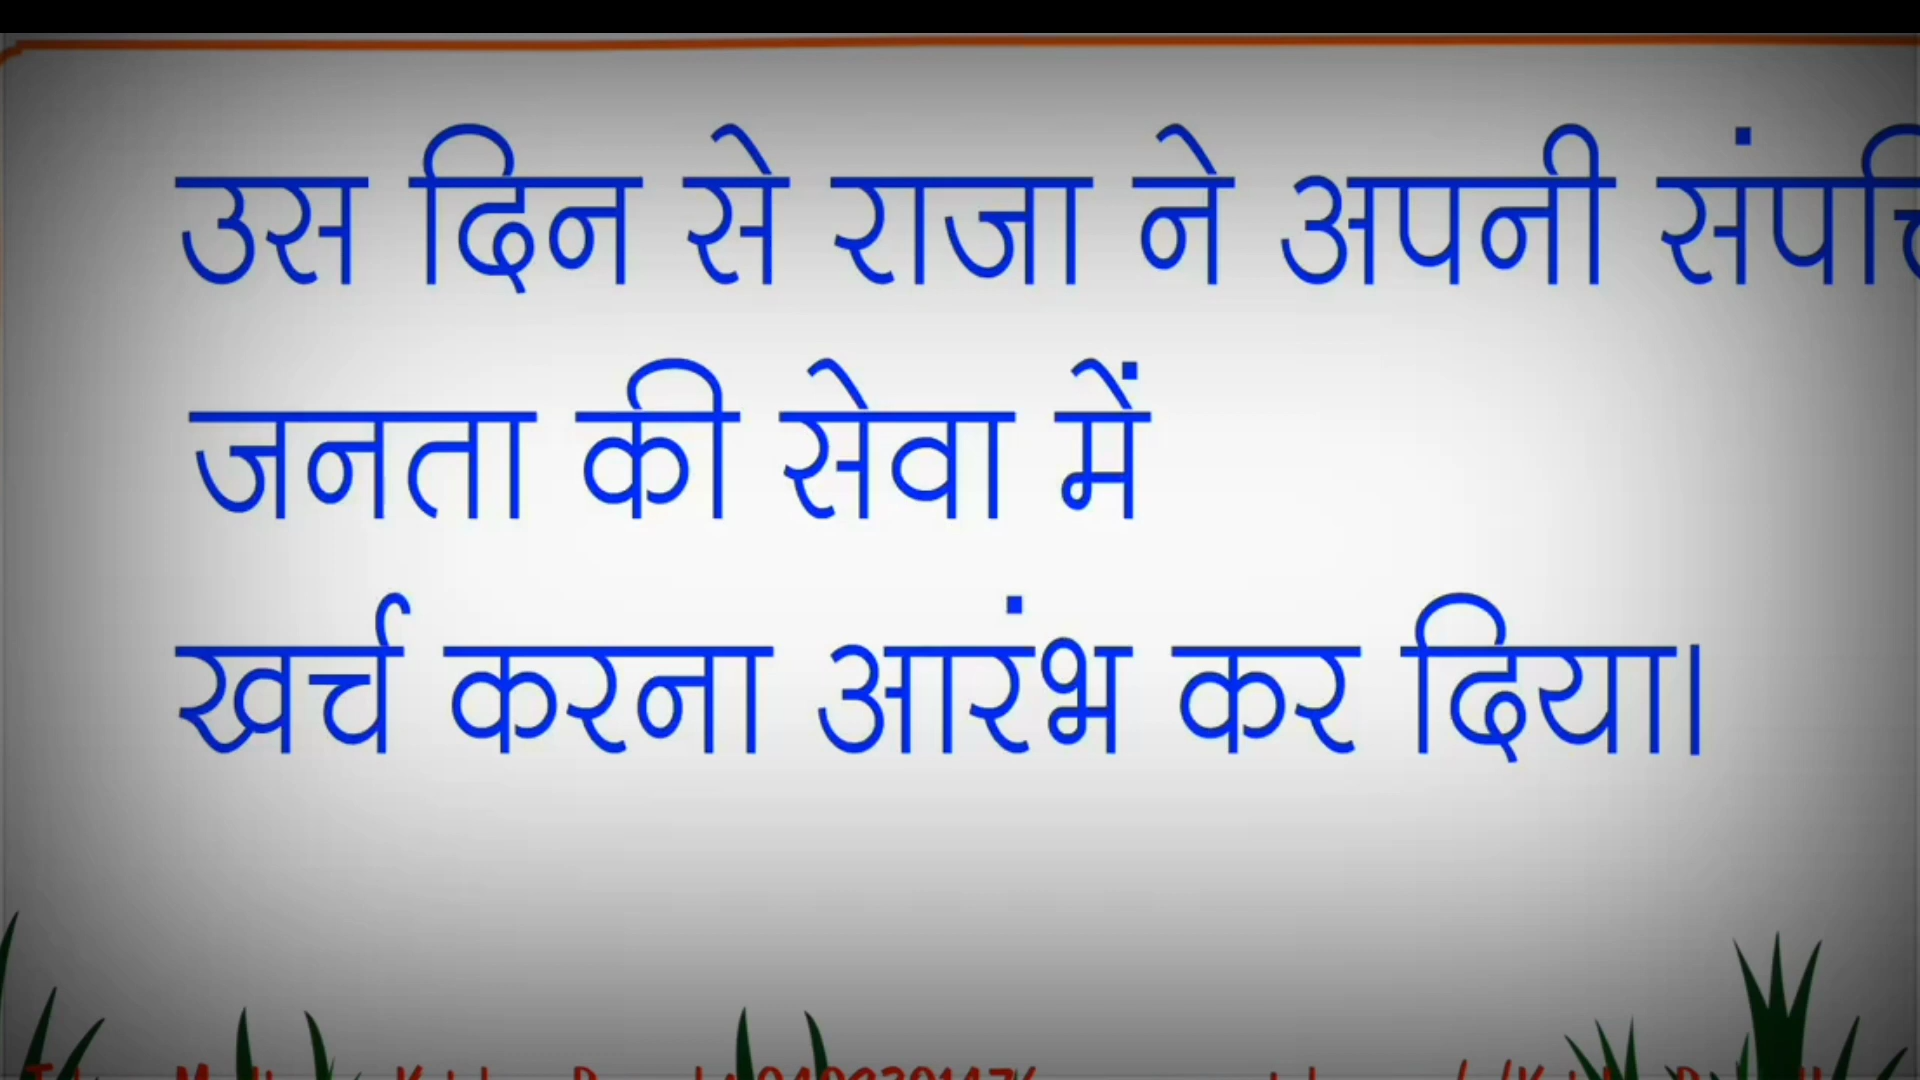 उस दिन से राजा ने अपनी
जनता की सेवा में
खर्च करना आरंभ कर दिया।